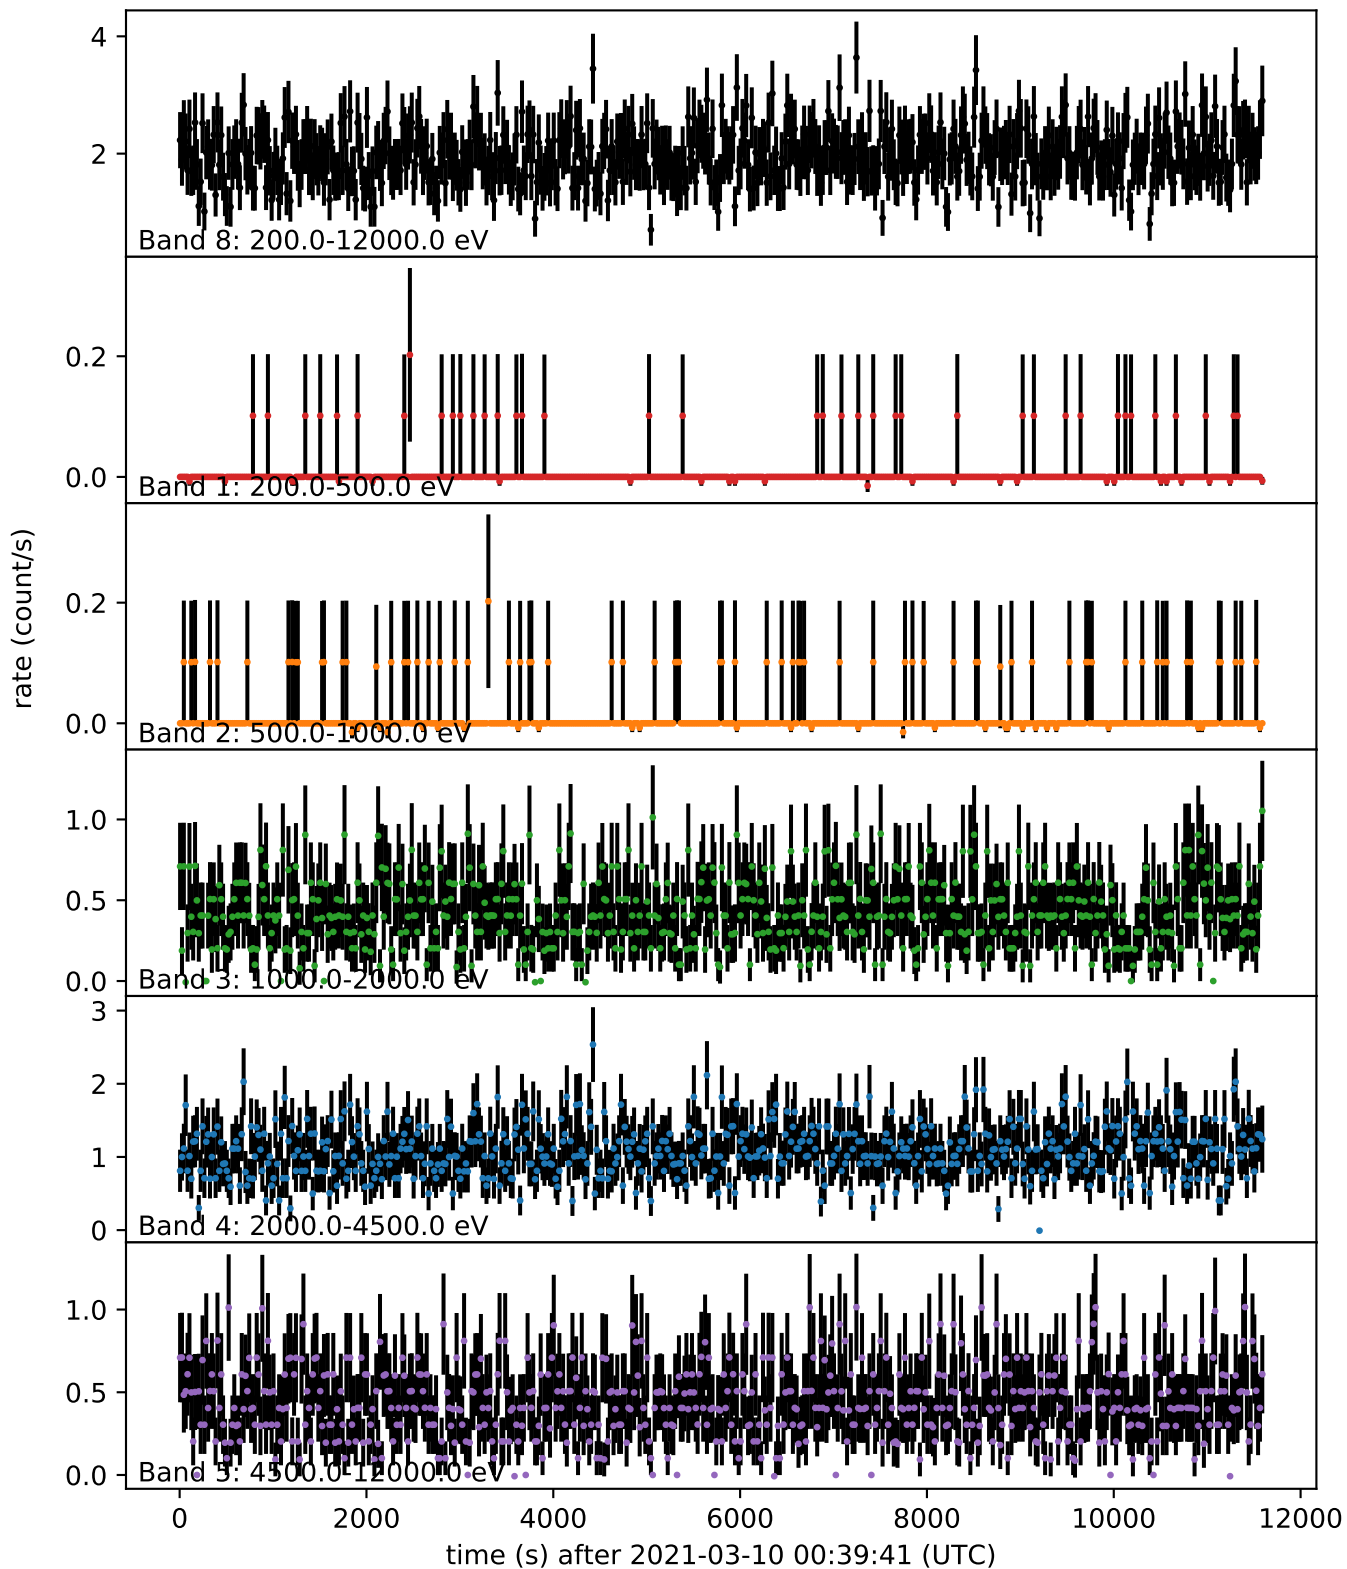 4
2
Band 8: 200.0-12000.0 eV
0.2
0.0
Band 1: 200.0-500.0 eV
0.2
0.0
Band 2: 500.0-1000.0 eV
rate (count/s)
1.0
0.5
0.0
Band 3: 1000.0-2000.0 eV
3
2
1
0
Band 4: 2000.0-4500.0 eV
1.0
0.5
0.0
Band 5: 4500.0-12000.0 eV
0 2000 4000 6000 8000 10000 12000
time (s) after 2021-03-10 00:39:41 (UTC)